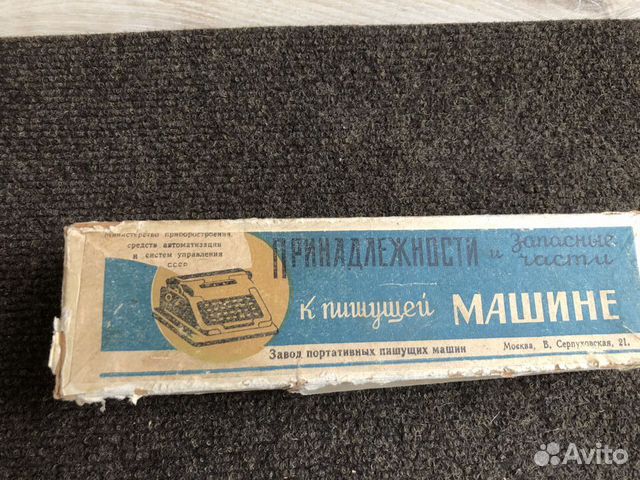 Министерство приборостроения,
средств автоматизации
и систем управления
СССР
ПРИНАДЛЕЖНОСТИ и запасные части
к пишущей МАШИНЕ
Завод портативных пишущих машин Москва, В. Серпуховская, 21.
Avito